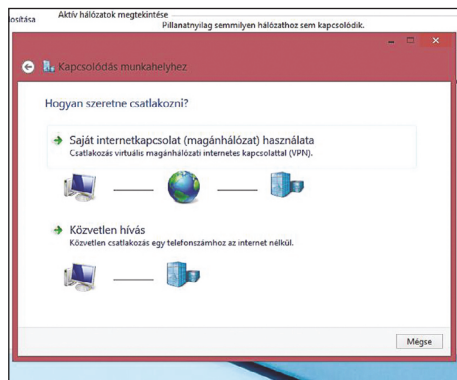 Aktív hálózatok megtekintése
Pillanatnyilag semmilyen hálózathoz sem kapcsolódik.
Kapcsolódás munkahelyhez
Hogyan szeretne csatlakozni?
Saját internetkapcsolat (magánhálózat) használata
Csatlakozás virtuális magánhálózati internetes kapcsolattal (VPN).
Közvetlen hívás
Közvetlen csatlakozás egy telefonszámhoz az internet nélkül.
Mégse